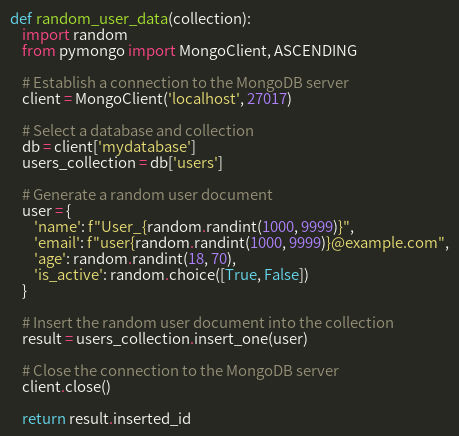 def random_user_data(collection):
    import random
    from pymongo import MongoClient, ASCENDING

    # Establish a connection to the MongoDB server
    client = MongoClient('localhost', 27017)

    # Select a database and collection
    db = client['mydatabase']
    users_collection = db['users']

    # Generate a random user document
    user = {
        'name': f"User_{random.randint(1000, 9999)}",
        'email': f"user{random.randint(1000, 9999)}@example.com",
        'age': random.randint(18, 70),
        'is_active': random.choice([True, False])
    }

    # Insert the random user document into the collection
    result = users_collection.insert_one(user)

    # Close the connection to the MongoDB server
    client.close()

    return result.inserted_id